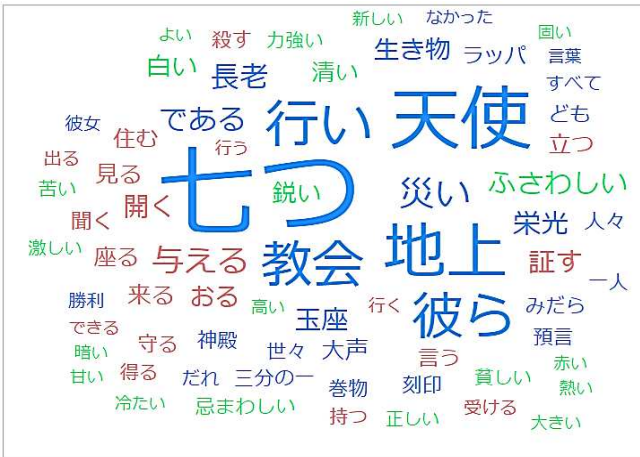 新しい なかった
よい 殺す 力強い 固い
生き物 ラッパ 言葉
白い 長老 清い すべて
天使
彼女 である 行い ども
住む 行う 立つ
出る 見る 七つ 鋭い 災い ふさわしい
苦い
聞く 開く 栄光 人々
激しい 座る 与える 教会 地上 証す
一人
勝利 来る おる 高い 行く 彼ら みだら
できる 玉座
守る 神殿 預言
暗い 世々 大声 言う 赤い
甘い 得る だれ 三分の一 巻物 刻印 貧しい 熱い
冷たい 忌まわしい 持つ 正しい 受ける 大きい